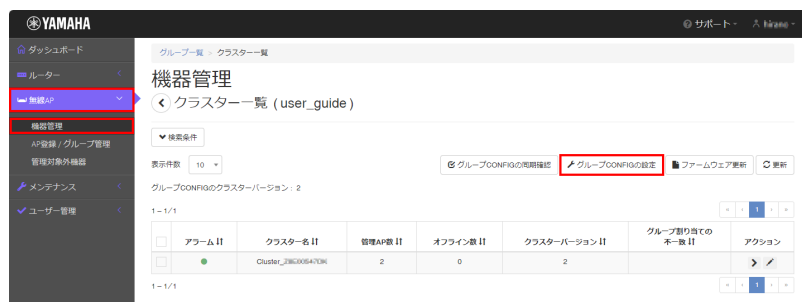 YAMAHA
サポート
ダッシュボード
ルーター
無線AP
機器管理
AP登録 / グループ管理
管理対象外機器
メンテナンス
ユーザー管理
グループ一覧 > クラスター一覧
機器管理
クラスター一覧 ( user_guide )
検索条件
表示件数 10
グループCONFIGの同期確認 グループCONFIGの設定 ファームウェア更新 更新
グループCONFIGのクラスターバージョン : 2
1 – 1 / 1
« ‹ 1 › »
アラーム クラスター名 管理AP数 オフライン数 クラスターバージョン グループ割り当ての不一致 アクション
Cluster_ 2 0 2
1 – 1 / 1
« ‹ 1 › »